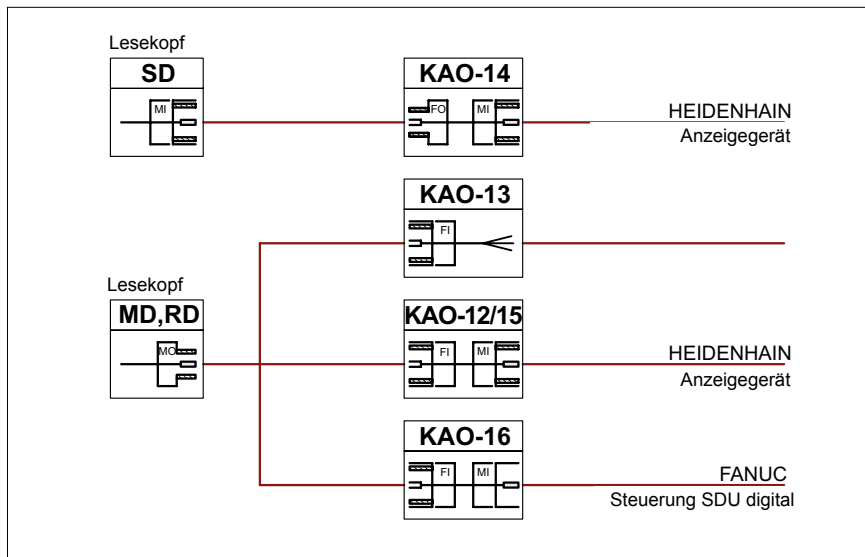 Lesekopf
SD
MI
KAO-14
FO MI
HEIDENHAIN
Anzeigegerät
KAO-13
FI
Lesekopf
MD,RD
MO
KAO-12/15
FI MI
HEIDENHAIN
Anzeigegerät
KAO-16
FI MI
FANUC
Steuerung SDU digital